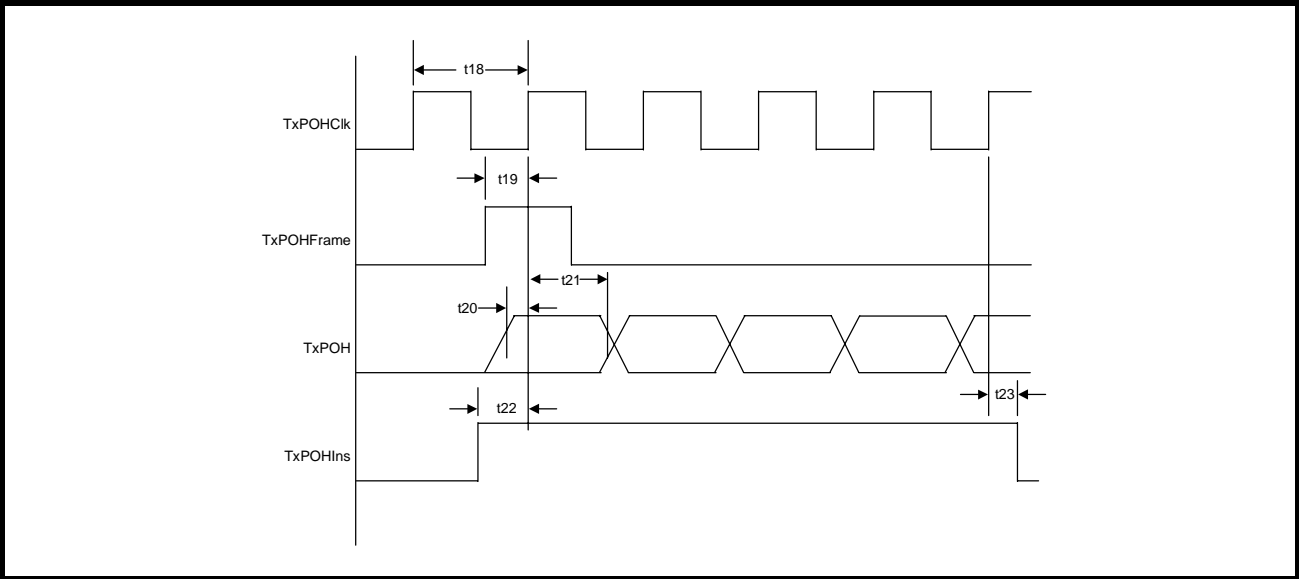 t18
TxPOHClk
t19
TxPOHFrame
t21
t20
TxPOH
t23
t22
TxPOHIns